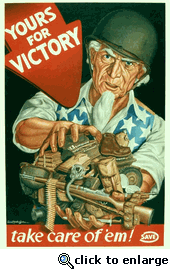 YOURS
FOR
VICTORY
take care of 'em!
SAVE
click to enlarge